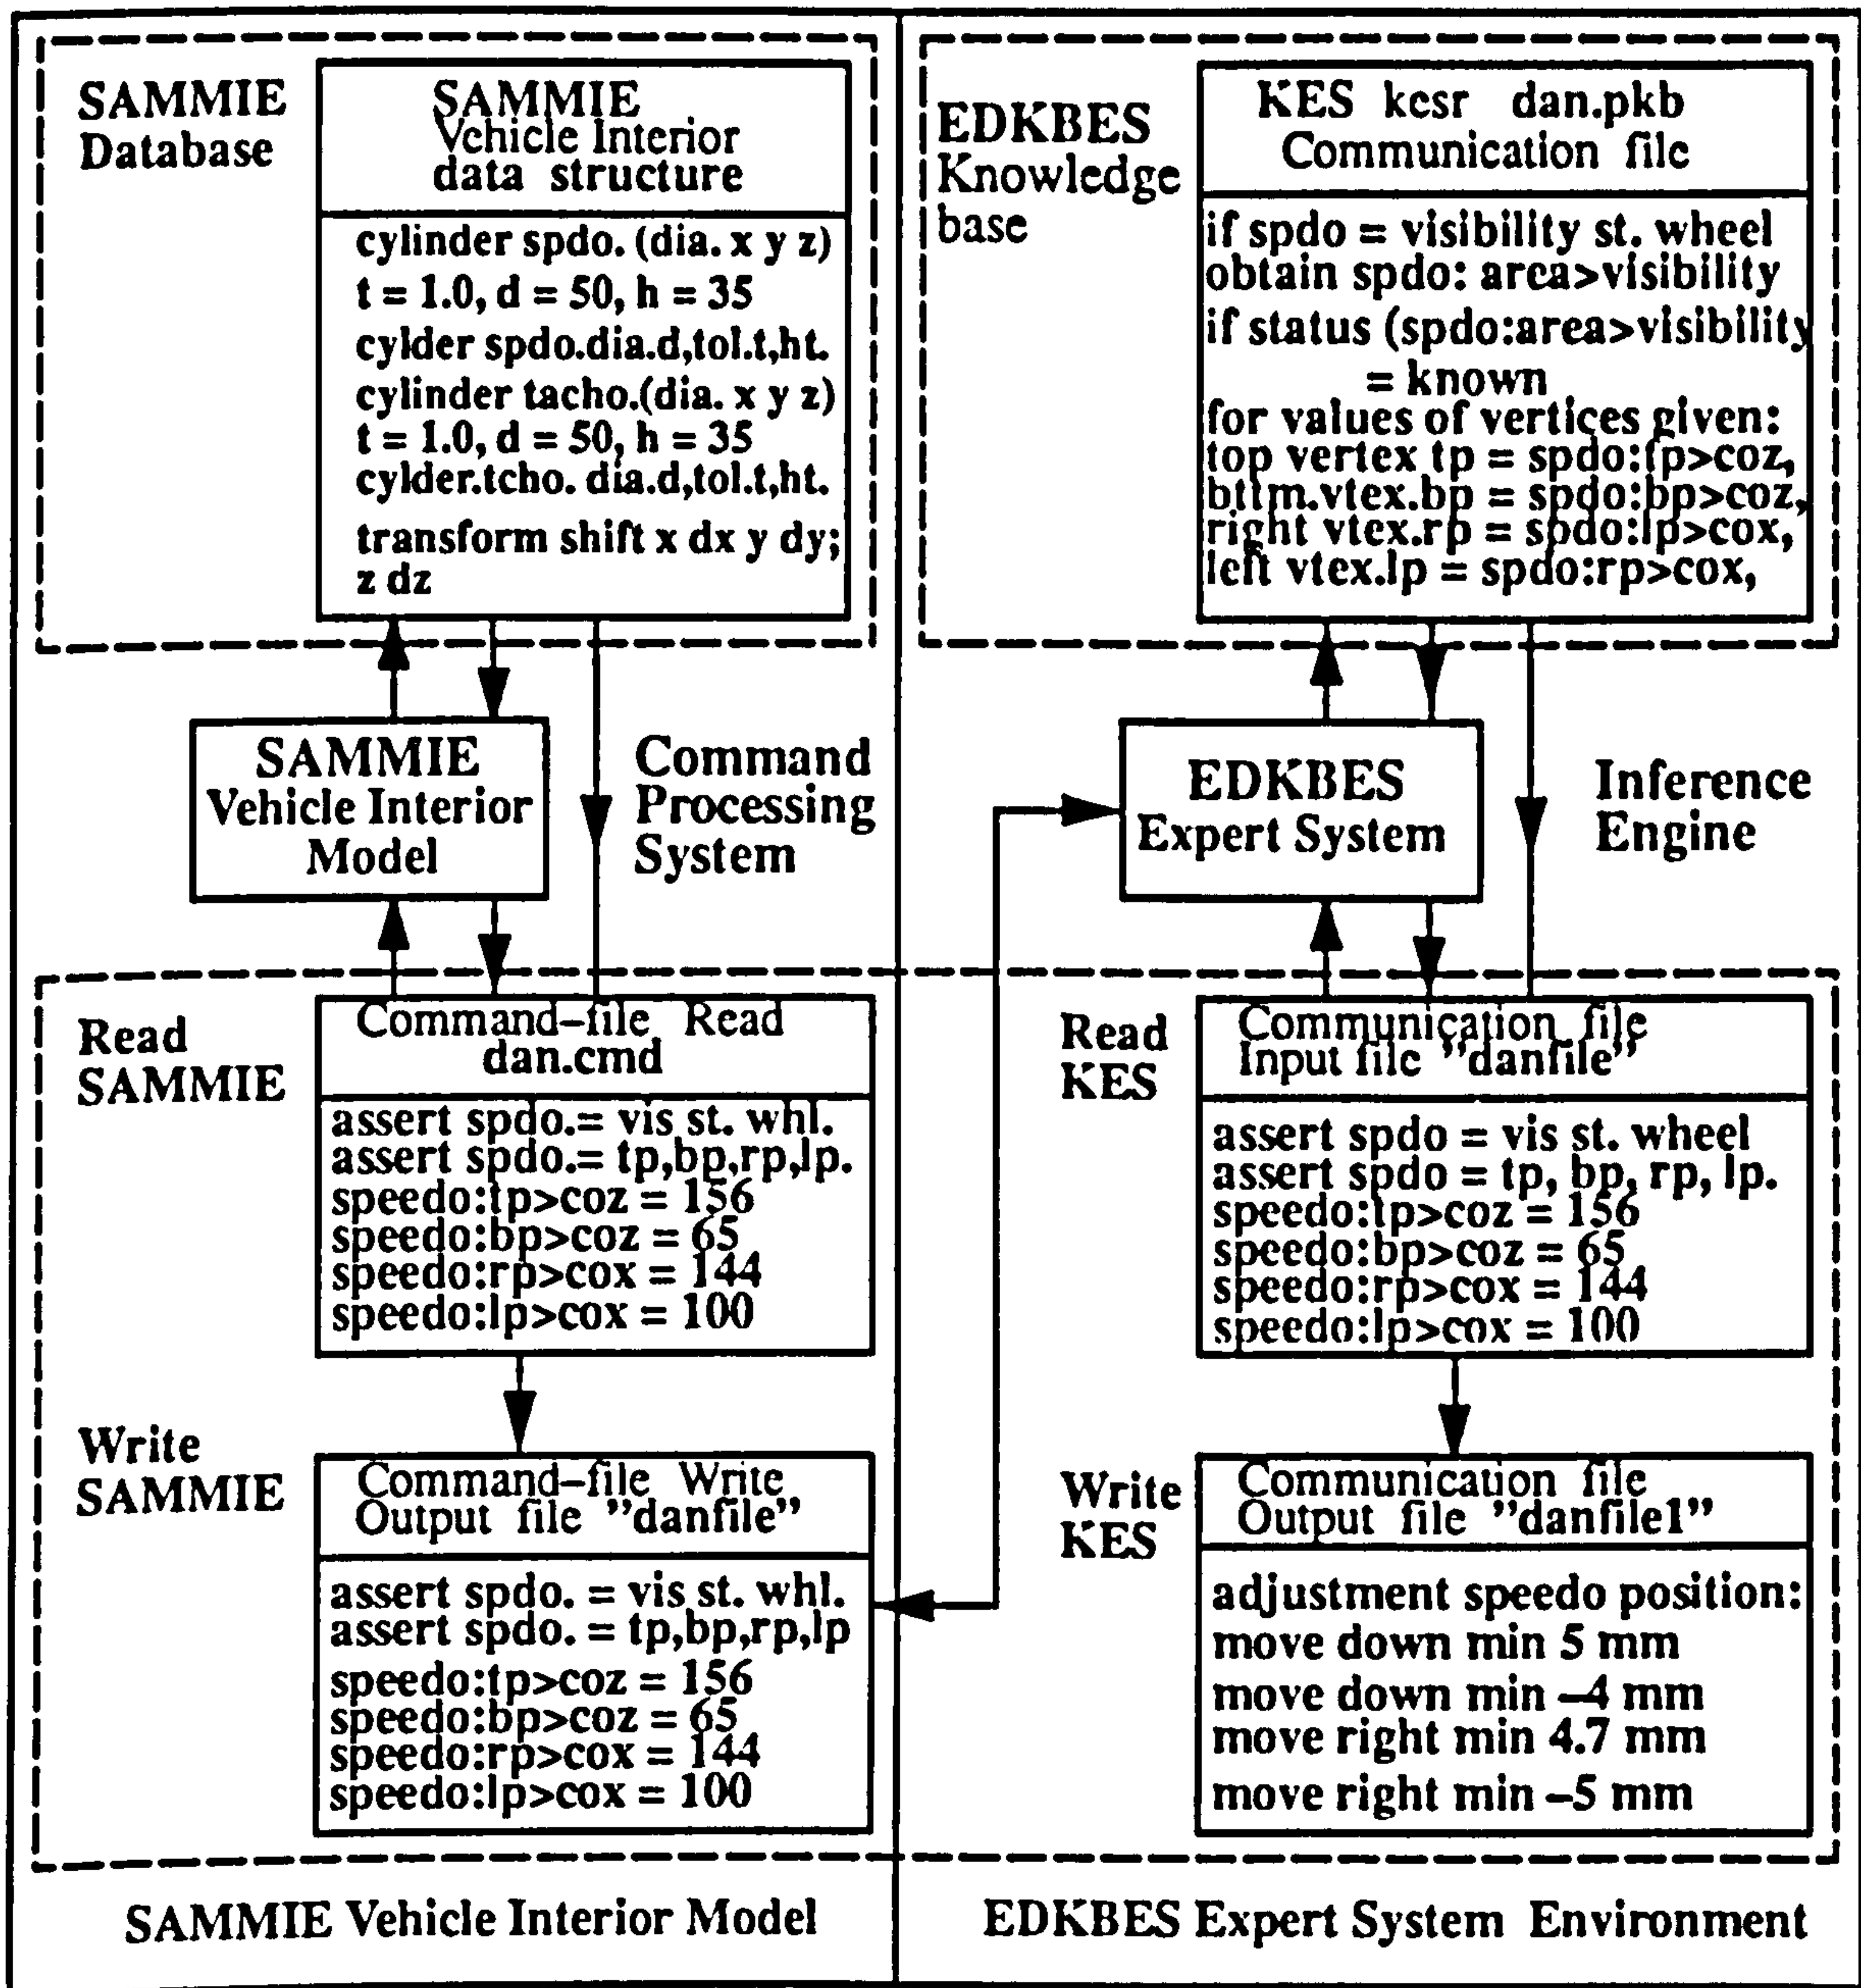 SAMMIE
Database
SAMMIE
Vehicle Interior
data structure
cylinder spdo. (dia. x y z)
t = 1.0, d = 50, h = 35
cylder spdo.dia.d,tol.t,ht.
cylinder tacho.(dia. x y z)
t = 1.0, d = 50, h = 35
cylder.tcho. dia.d,tol.t,ht.
transform shift x dx y dy;
z dz
SAMMIE
Vehicle Interior
Model
Command
Processing
System
Read
SAMMIE
Command-file Read
dan.cmd
assert spdo.= vis st. whl.
assert spdo.= tp,bp,rp,lp.
speedo:tp>coz = 156
speedo:bp>coz = 65
speedo:rp>cox = 144
speedo:lp>cox = 100
Write
SAMMIE
Command-file Write
Output file "danfile"
assert spdo. = vis st. whl.
assert spdo. = tp,bp,rp,lp
speedo:tp>coz = 156
speedo:bp>coz = 65
speedo:rp>cox = 144
speedo:lp>cox = 100
SAMMIE Vehicle Interior Model
EDKBES
Knowledge
base
KES kesr dan.pkb
Communication file
if spdo = visibility st. wheel
obtain spdo: area>visibility
if status (spdo:area>visibility
= known
for values of vertices given:
top vertex tp = spdo:tp>coz,
bttm.vtex.bp = spdo:bp>coz,
right vtex.rp = spdo:lp>cox,
left vtex.lp = spdo:rp>cox,
EDKBES
Expert System
Inference
Engine
Read
KES
Communication file
Input file "danfile"
assert spdo = vis st. wheel
assert spdo = tp, bp, rp, lp.
speedo:tp>coz = 156
speedo:bp>coz = 65
speedo:rp>cox = 144
speedo:lp>cox = 100
Write
KES
Communication file
Output file "danfile1"
adjustment speedo position:
move down min 5 mm
move down min –4 mm
move right min 4.7 mm
move right min –5 mm
EDKBES Expert System Environment